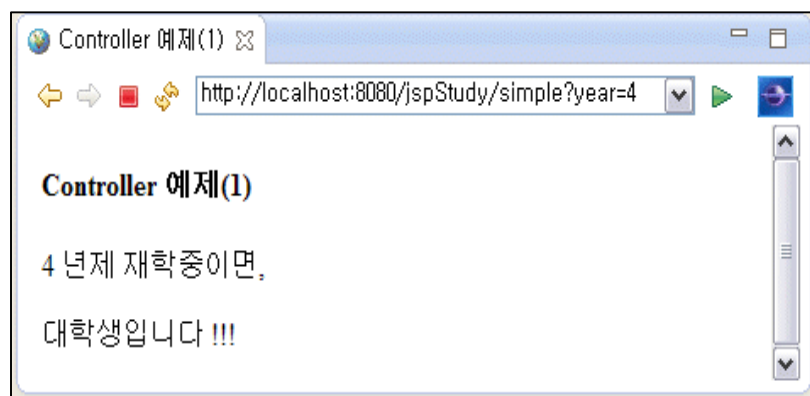 Controller 예제(1)
http://localhost:8080/jspStudy/simple?year=4
Controller 예제(1)
4 년제 재학중이면,
대학생입니다 !!!